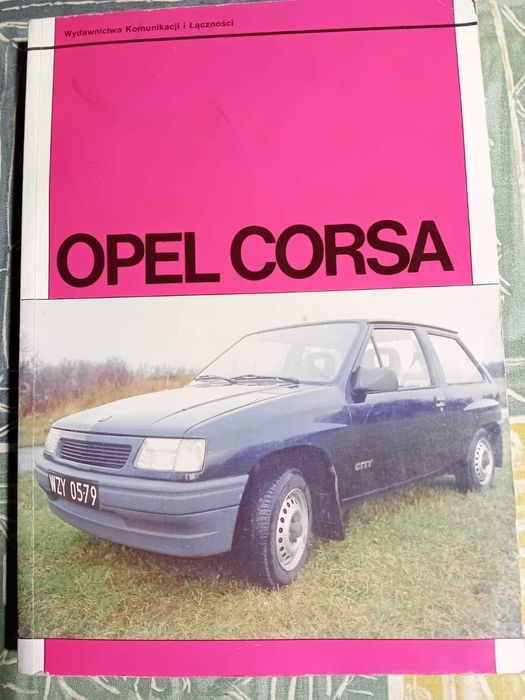 Wydawnictwa Komunikacji i Łączności
OPEL CORSA
CITY
WZY 0579